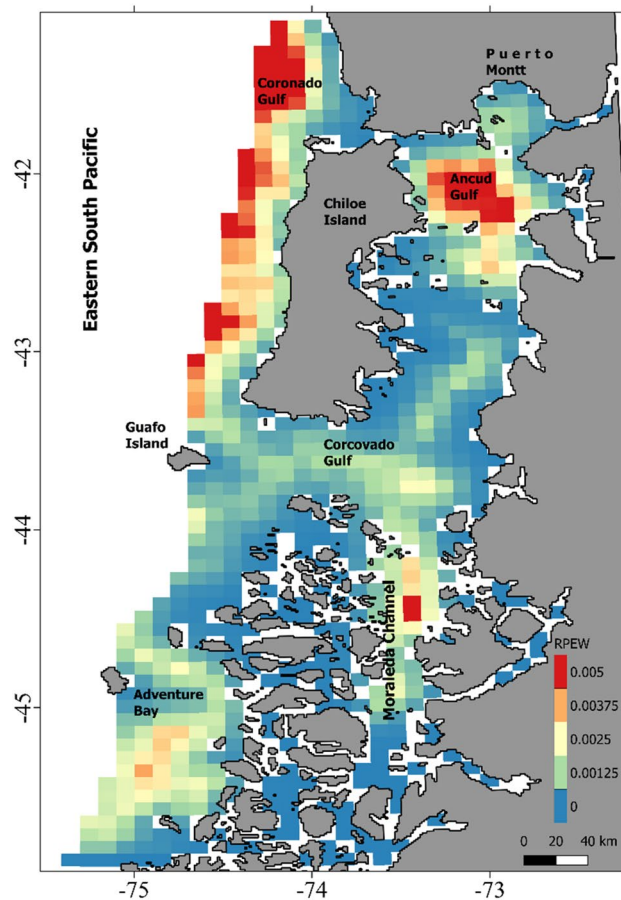 P u e r t o
Montt
Coronado
Gulf
-42
Ancud
Gulf
Chiloe
Island
Eastern South Pacific
-43
Guafo
Island
Corcovado
Gulf
-44
Moraleda Channel
RPEW
0.005
0.00375
0.0025
0.00125
0
Adventure
Bay
-45
0 20 40 km
-75 -74 -73